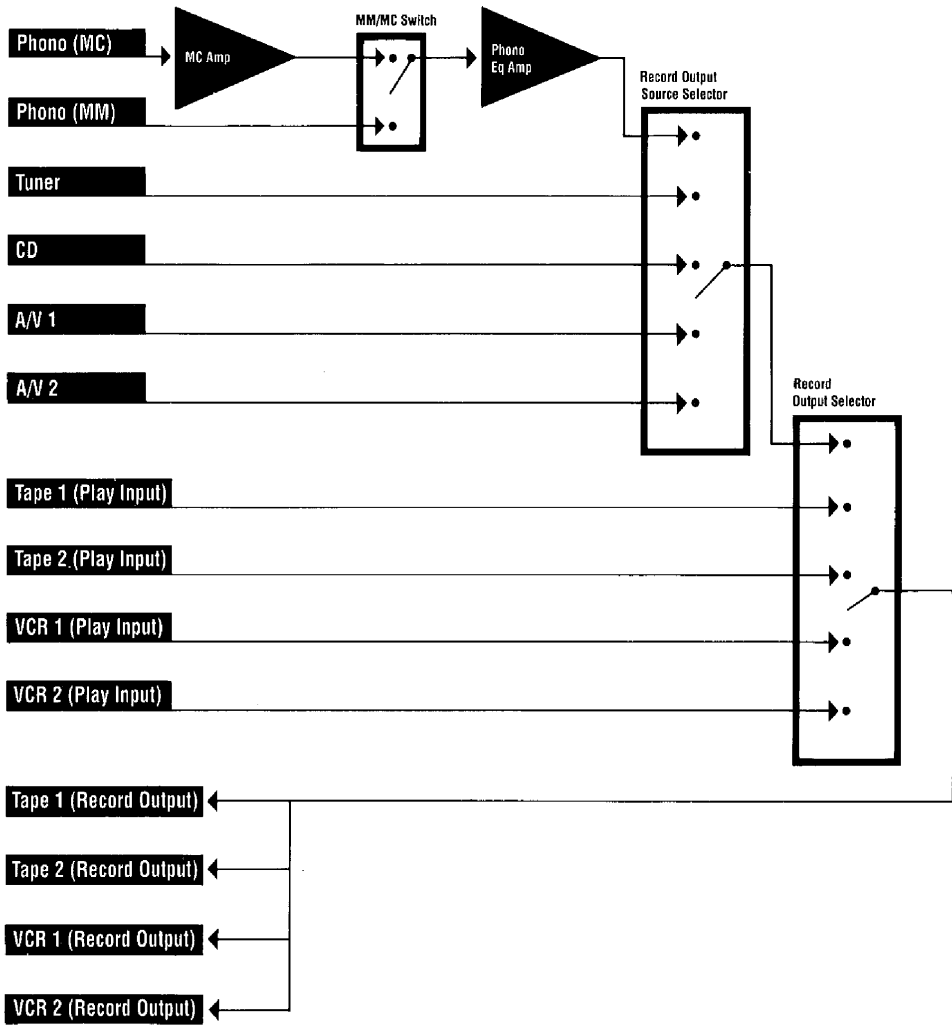 MM/MC Switch
Phono (MC)
MC Amp
Phono
Eq Amp
Record Output
Source Selector
Phono (MM)
Tuner
CD
A/V 1
A/V 2
Record
Output Selector
Tape 1 (Play Input)
Tape 2 (Play Input)
VCR 1 (Play Input)
VCR 2 (Play Input)
Tape 1 (Record Output)
Tape 2 (Record Output)
VCR 1 (Record Output)
VCR 2 (Record Output)